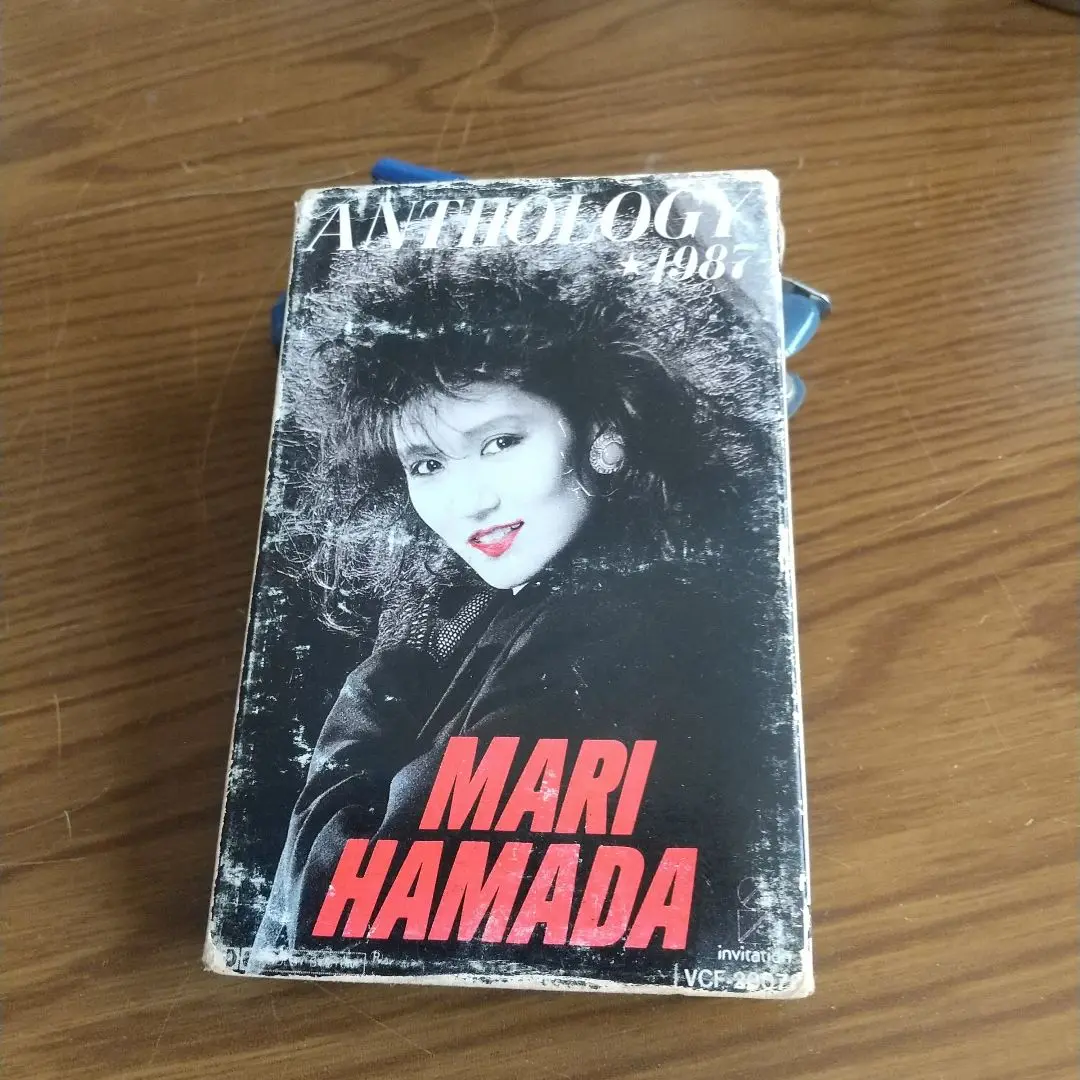 ANTHOLOGY
★1987
MARI
HAMADA
invitation